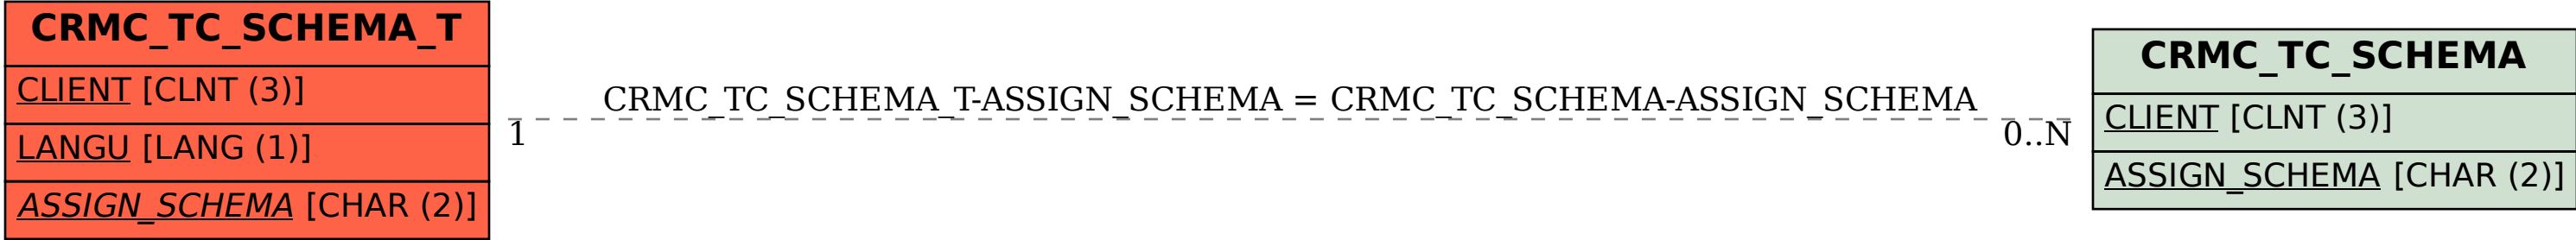 CRMC_TC_SCHEMA_T
CLIENT [CLNT (3)]
LANGU [LANG (1)]
ASSIGN_SCHEMA [CHAR (2)]
CRMC_TC_SCHEMA_T-ASSIGN_SCHEMA = CRMC_TC_SCHEMA-ASSIGN_SCHEMA
1
0..N
CRMC_TC_SCHEMA
CLIENT [CLNT (3)]
ASSIGN_SCHEMA [CHAR (2)]